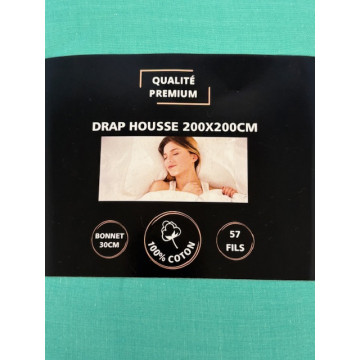 QUALITÉ
PREMIUM
DRAP HOUSSE 200X200CM
BONNET
30CM
100% COTON
57
FILS